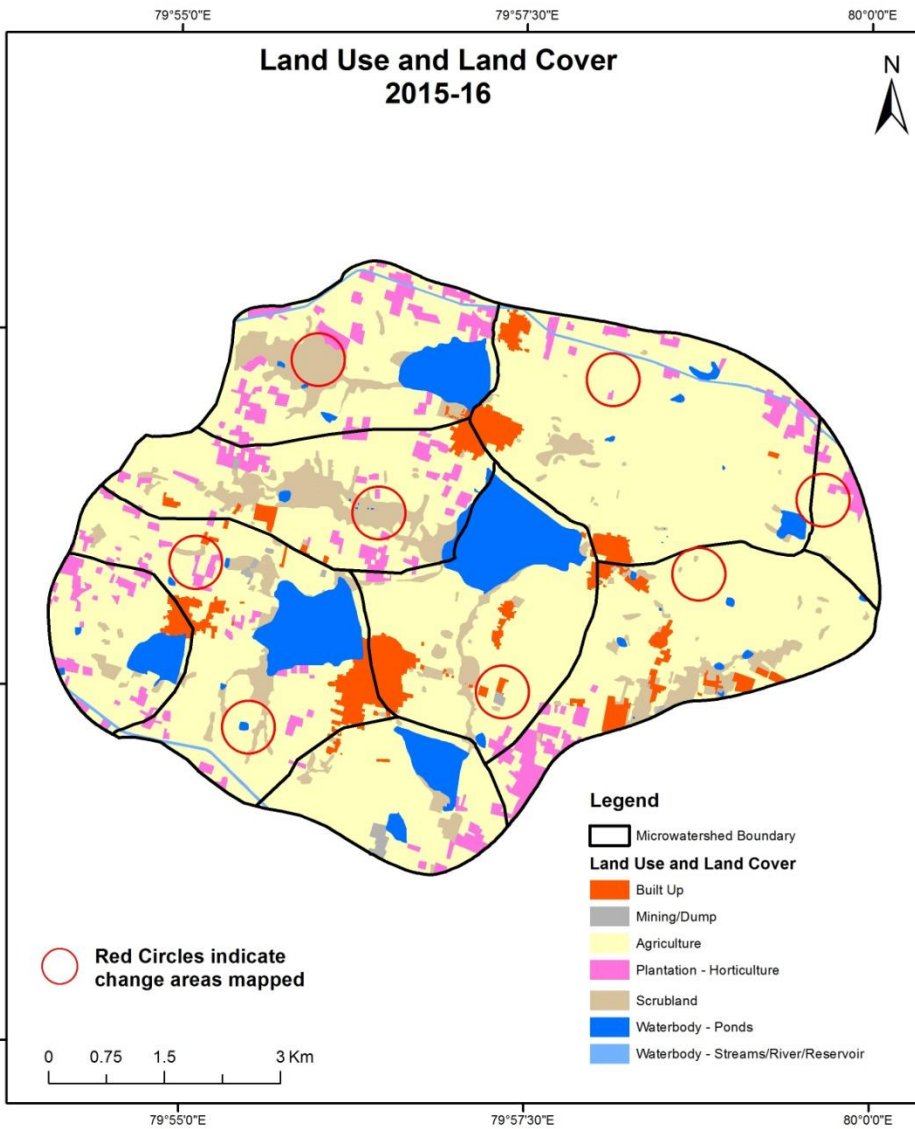 79°55'0"E 79°57'30"E 80°0'0"E
Land Use and Land Cover
2015-16
N
Legend
Microwatershed Boundary
Land Use and Land Cover
Built Up
Mining/Dump
Agriculture
Plantation - Horticulture
Scrubland
Waterbody - Ponds
Waterbody - Streams/River/Reservoir
Red Circles indicate
change areas mapped
0 0.75 1.5 3 Km
79°55'0"E 79°57'30"E 80°0'0"E